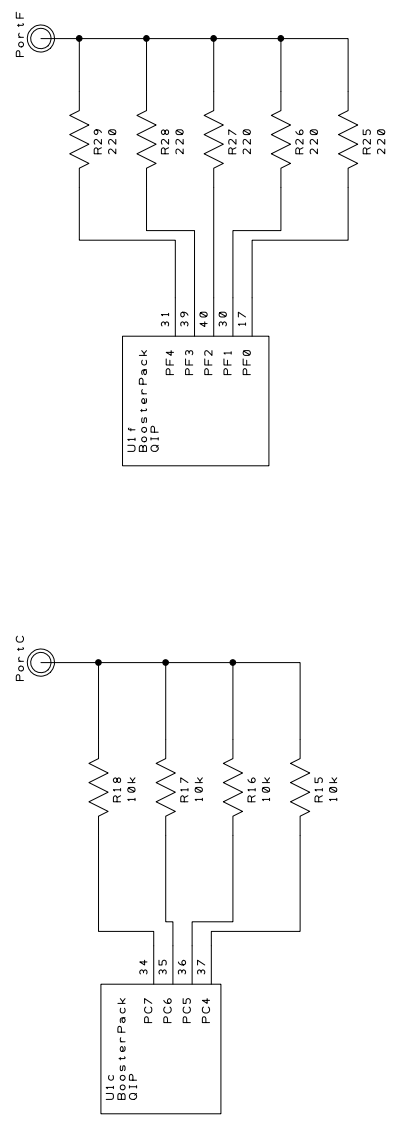 PortF
R29
220
R28
220
R27
220
R26
220
R25
220
31
39
40
30
17
PF4
PF3
PF2
PF1
PF0
U1f
BoosterPack
QIP
PortC
R18
10k
R17
10k
R16
10k
R15
10k
34
35
36
37
PC7
PC6
PC5
PC4
U1c
BoosterPack
QIP